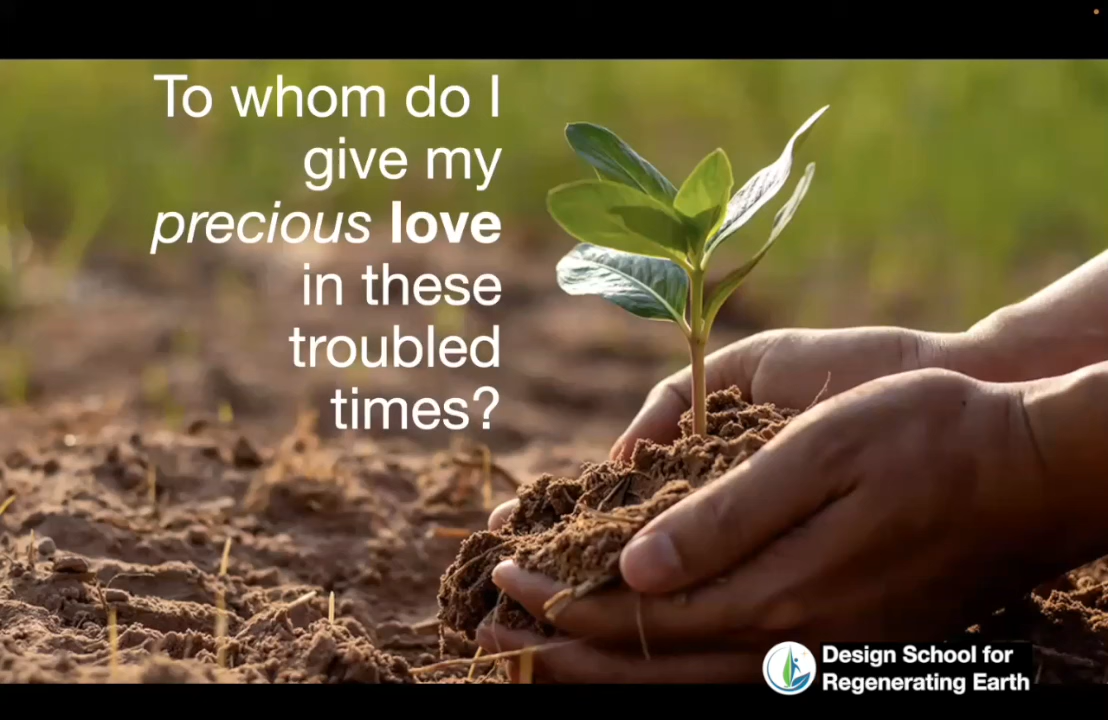 To whom do I
give my
precious love
in these
troubled
times?
Design School for
Regenerating Earth